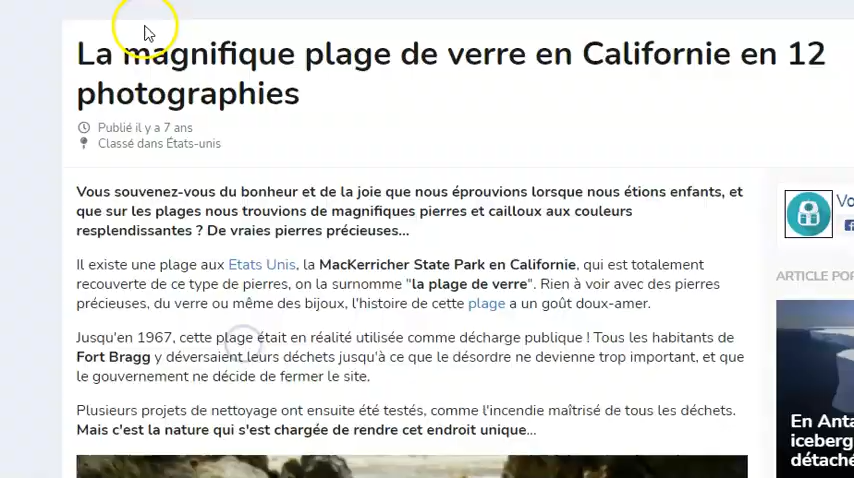 La magnifique plage de verre en Californie en 12
photographies
Publié il y a 7 ans
Classé dans États-unis
Vous souvenez-vous du bonheur et de la joie que nous éprouvions lorsque nous étions enfants, et
que sur les plages nous trouvions de magnifiques pierres et cailloux aux couleurs
resplendissantes ? De vraies pierres précieuses...
Il existe une plage aux Etats Unis, la MacKerricher State Park en Californie, qui est totalement
recouverte de ce type de pierres, on la surnomme "la plage de verre". Rien à voir avec des pierres
précieuses, du verre ou même des bijoux, l'histoire de cette plage a un goût doux-amer.
Jusqu'en 1967, cette plage était en réalité utilisée comme décharge publique ! Tous les habitants de
Fort Bragg y déversaient leurs déchets jusqu'à ce que le désordre ne devienne trop important, et que
le gouvernement ne décide de fermer le site.
Plusieurs projets de nettoyage ont ensuite été testés, comme l'incendie maîtrisé de tous les déchets.
Mais c'est la nature qui s'est chargée de rendre cet endroit unique...
Vo
ARTICLE POP
En Anta
iceberg
détaché